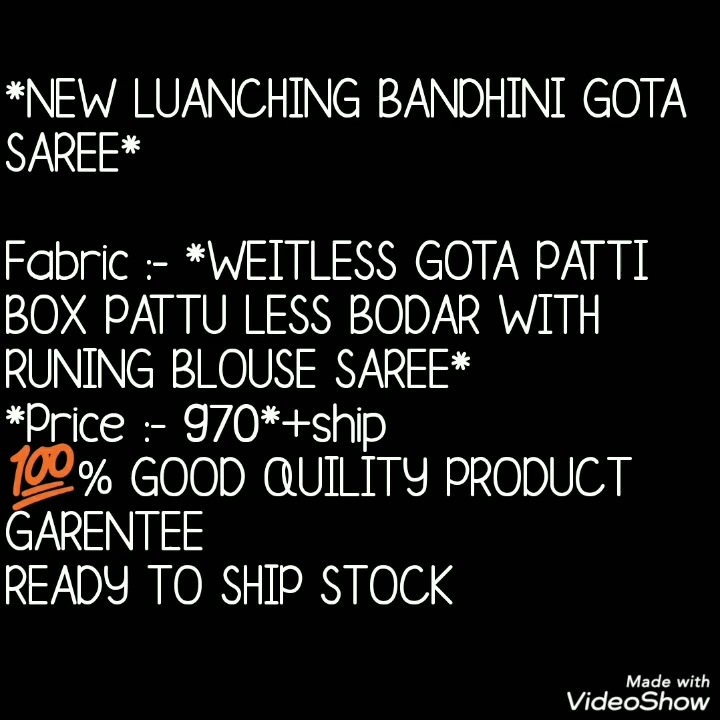 *NEW LUANCHING BANDHINI GOTA
SAREE*
Fabric :- *WEITLESS GOTA PATTI
BOX PATTU LESS BODAR WITH
RUNING BLOUSE SAREE*
*Price :- 970*+ship
💯% GOOD QUILITY PRODUCT
GARENTEE
READY TO SHIP STOCK
Made with
VideoShow